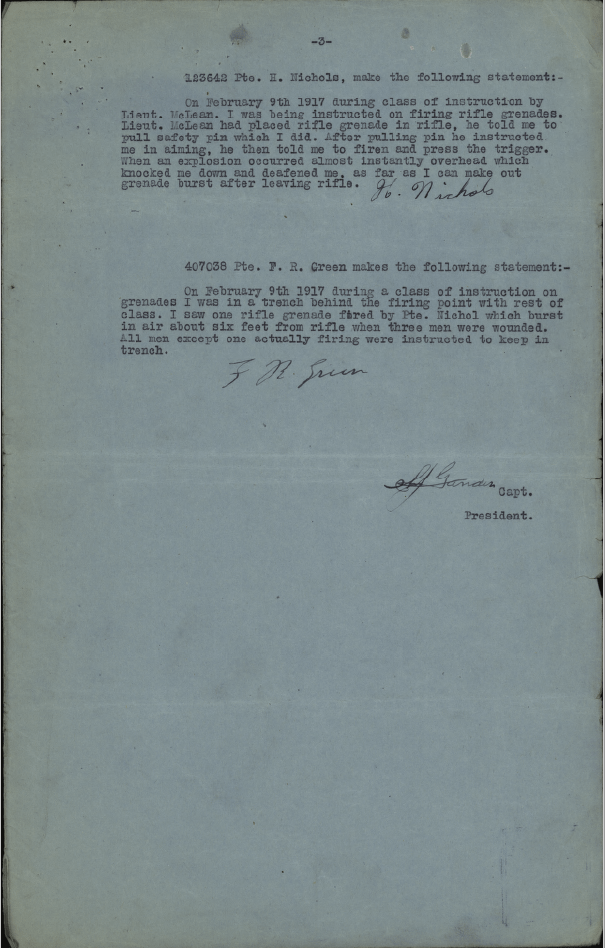 -3-
123642 Pte. H. Nichols, make the following statement:-
On February 9th 1917 during class of instruction by
Lieut. McLean. I was being instructed on firing rifle grenades.
Lieut. McLean had placed rifle grenade in rifle, he told me to
pull safety pin which I did. After pulling pin he instructed
me in aiming, he then told me to firen and press the trigger.
When an explosion occurred almost instantly overhead which
knocked me down and deafened me, as far as I can make out
grenade burst after leaving rifle.
H. Nichols
407038 Pte. F. R. Green makes the following statement:-
On February 9th 1917 during a class of instruction on
grenades I was in a trench behind the firing point with rest of
class. I saw one rifle grenade fired by Pte. Nichol which burst
in air about six feet from rifle when three men were wounded.
All men except one actually firing were instructed to keep in
trench.
F R. Green
Capt.
President.